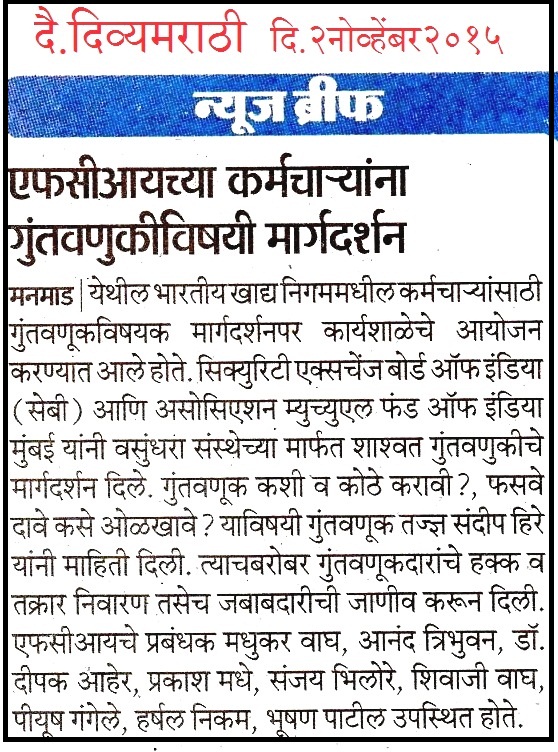 दै.दिव्यमराठी दि.२नोव्हेंबर२०१५
न्यूज ब्रीफ
एफसीआयच्या कर्मचाऱ्यांना
गुंतवणुकीविषयी मार्गदर्शन
मनमाड | येथील भारतीय खाद्य निगममधील कर्मचाऱ्यांसाठी
गुंतवणूकविषयक मार्गदर्शनपर कार्यशाळेचे आयोजन
करण्यात आले होते. सिक्युरिटी एक्सचेंज बोर्ड ऑफ इंडिया
(सेबी) आणि असोसिएशन म्युच्युएल फंड ऑफ इंडिया
मुंबई यांनी वसुंधरा संस्थेच्या मार्फत शाश्वत गुंतवणुकीचे
मार्गदर्शन दिले. गुंतवणूक कशी व कोठे करावी?, फसवे
दावे कसे ओळखावे? याविषयी गुंतवणूक तज्ज्ञ संदीप हिरे
यांनी माहिती दिली. त्याचबरोबर गुंतवणूकदारांचे हक्क व
तक्रार निवारण तसेच जबाबदारीची जाणीव करून दिली.
एफसीआयचे प्रबंधक मधुकर वाघ, आनंद त्रिभुवन, डॉ.
दीपक आहेर, प्रकाश मधे, संजय भिलोरे, शिवाजी वाघ,
पीयूष गंगेले, हर्षल निकम, भूषण पाटील उपस्थित होते.